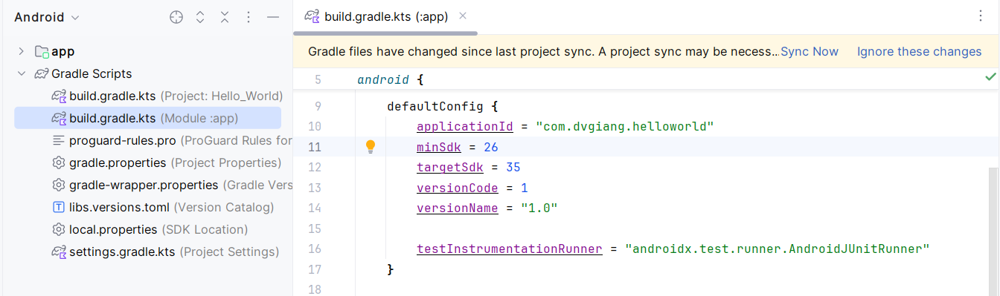 Android
app
Gradle Scripts
build.gradle.kts (Project: Hello_World)
build.gradle.kts (Module :app)
proguard-rules.pro (ProGuard Rules for
gradle.properties (Project Properties)
gradle-wrapper.properties (Gradle Vers
libs.versions.toml (Version Catalog)
local.properties (SDK Location)
settings.gradle.kts (Project Settings)
build.gradle.kts (:app)
Gradle files have changed since last project sync. A project sync may be necess... Sync Now Ignore these changes
5 android {
9 defaultConfig {
10 applicationId = "com.dvgiang.helloworld"
11 minSdk = 26
12 targetSdk = 35
13 versionCode = 1
14 versionName = "1.0"
15
16 testInstrumentationRunner = "androidx.test.runner.AndroidJUnitRunner"
17 }
18